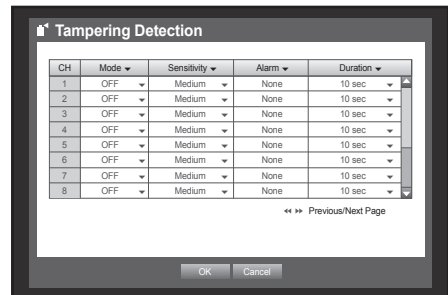 Tampering Detection
CH Mode Sensitivity Alarm Duration
1 OFF Medium None 10 sec
2 OFF Medium None 10 sec
3 OFF Medium None 10 sec
4 OFF Medium None 10 sec
5 OFF Medium None 10 sec
6 OFF Medium None 10 sec
7 OFF Medium None 10 sec
8 OFF Medium None 10 sec
Previous/Next Page
OK Cancel